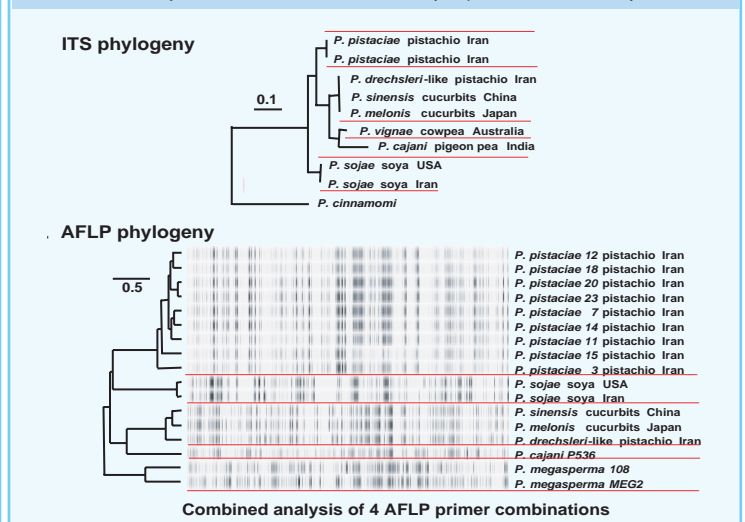 ITS phylogeny
P. pistaciae pistachio Iran
P. pistaciae pistachio Iran
P. drechsleri-like pistachio Iran
P. sinensis cucurbits China
P. melonis cucurbits Japan
P. vignae cowpea Australia
P. cajani pigeon pea India
P. sojae soya USA
P. sojae soya Iran
P. cinnamomi
0.1
AFLP phylogeny
0.5
P. pistaciae 12 pistachio Iran
P. pistaciae 18 pistachio Iran
P. pistaciae 20 pistachio Iran
P. pistaciae 23 pistachio Iran
P. pistaciae 7 pistachio Iran
P. pistaciae 14 pistachio Iran
P. pistaciae 11 pistachio Iran
P. pistaciae 15 pistachio Iran
P. pistaciae 3 pistachio Iran
P. sojae soya USA
P. sojae soya Iran
P. sinensis cucurbits China
P. melonis cucurbits Japan
P. drechsleri-like pistachio Iran
P. cajani P536
P. megasperma 108
P. megasperma MEG2
Combined analysis of 4 AFLP primer combinations